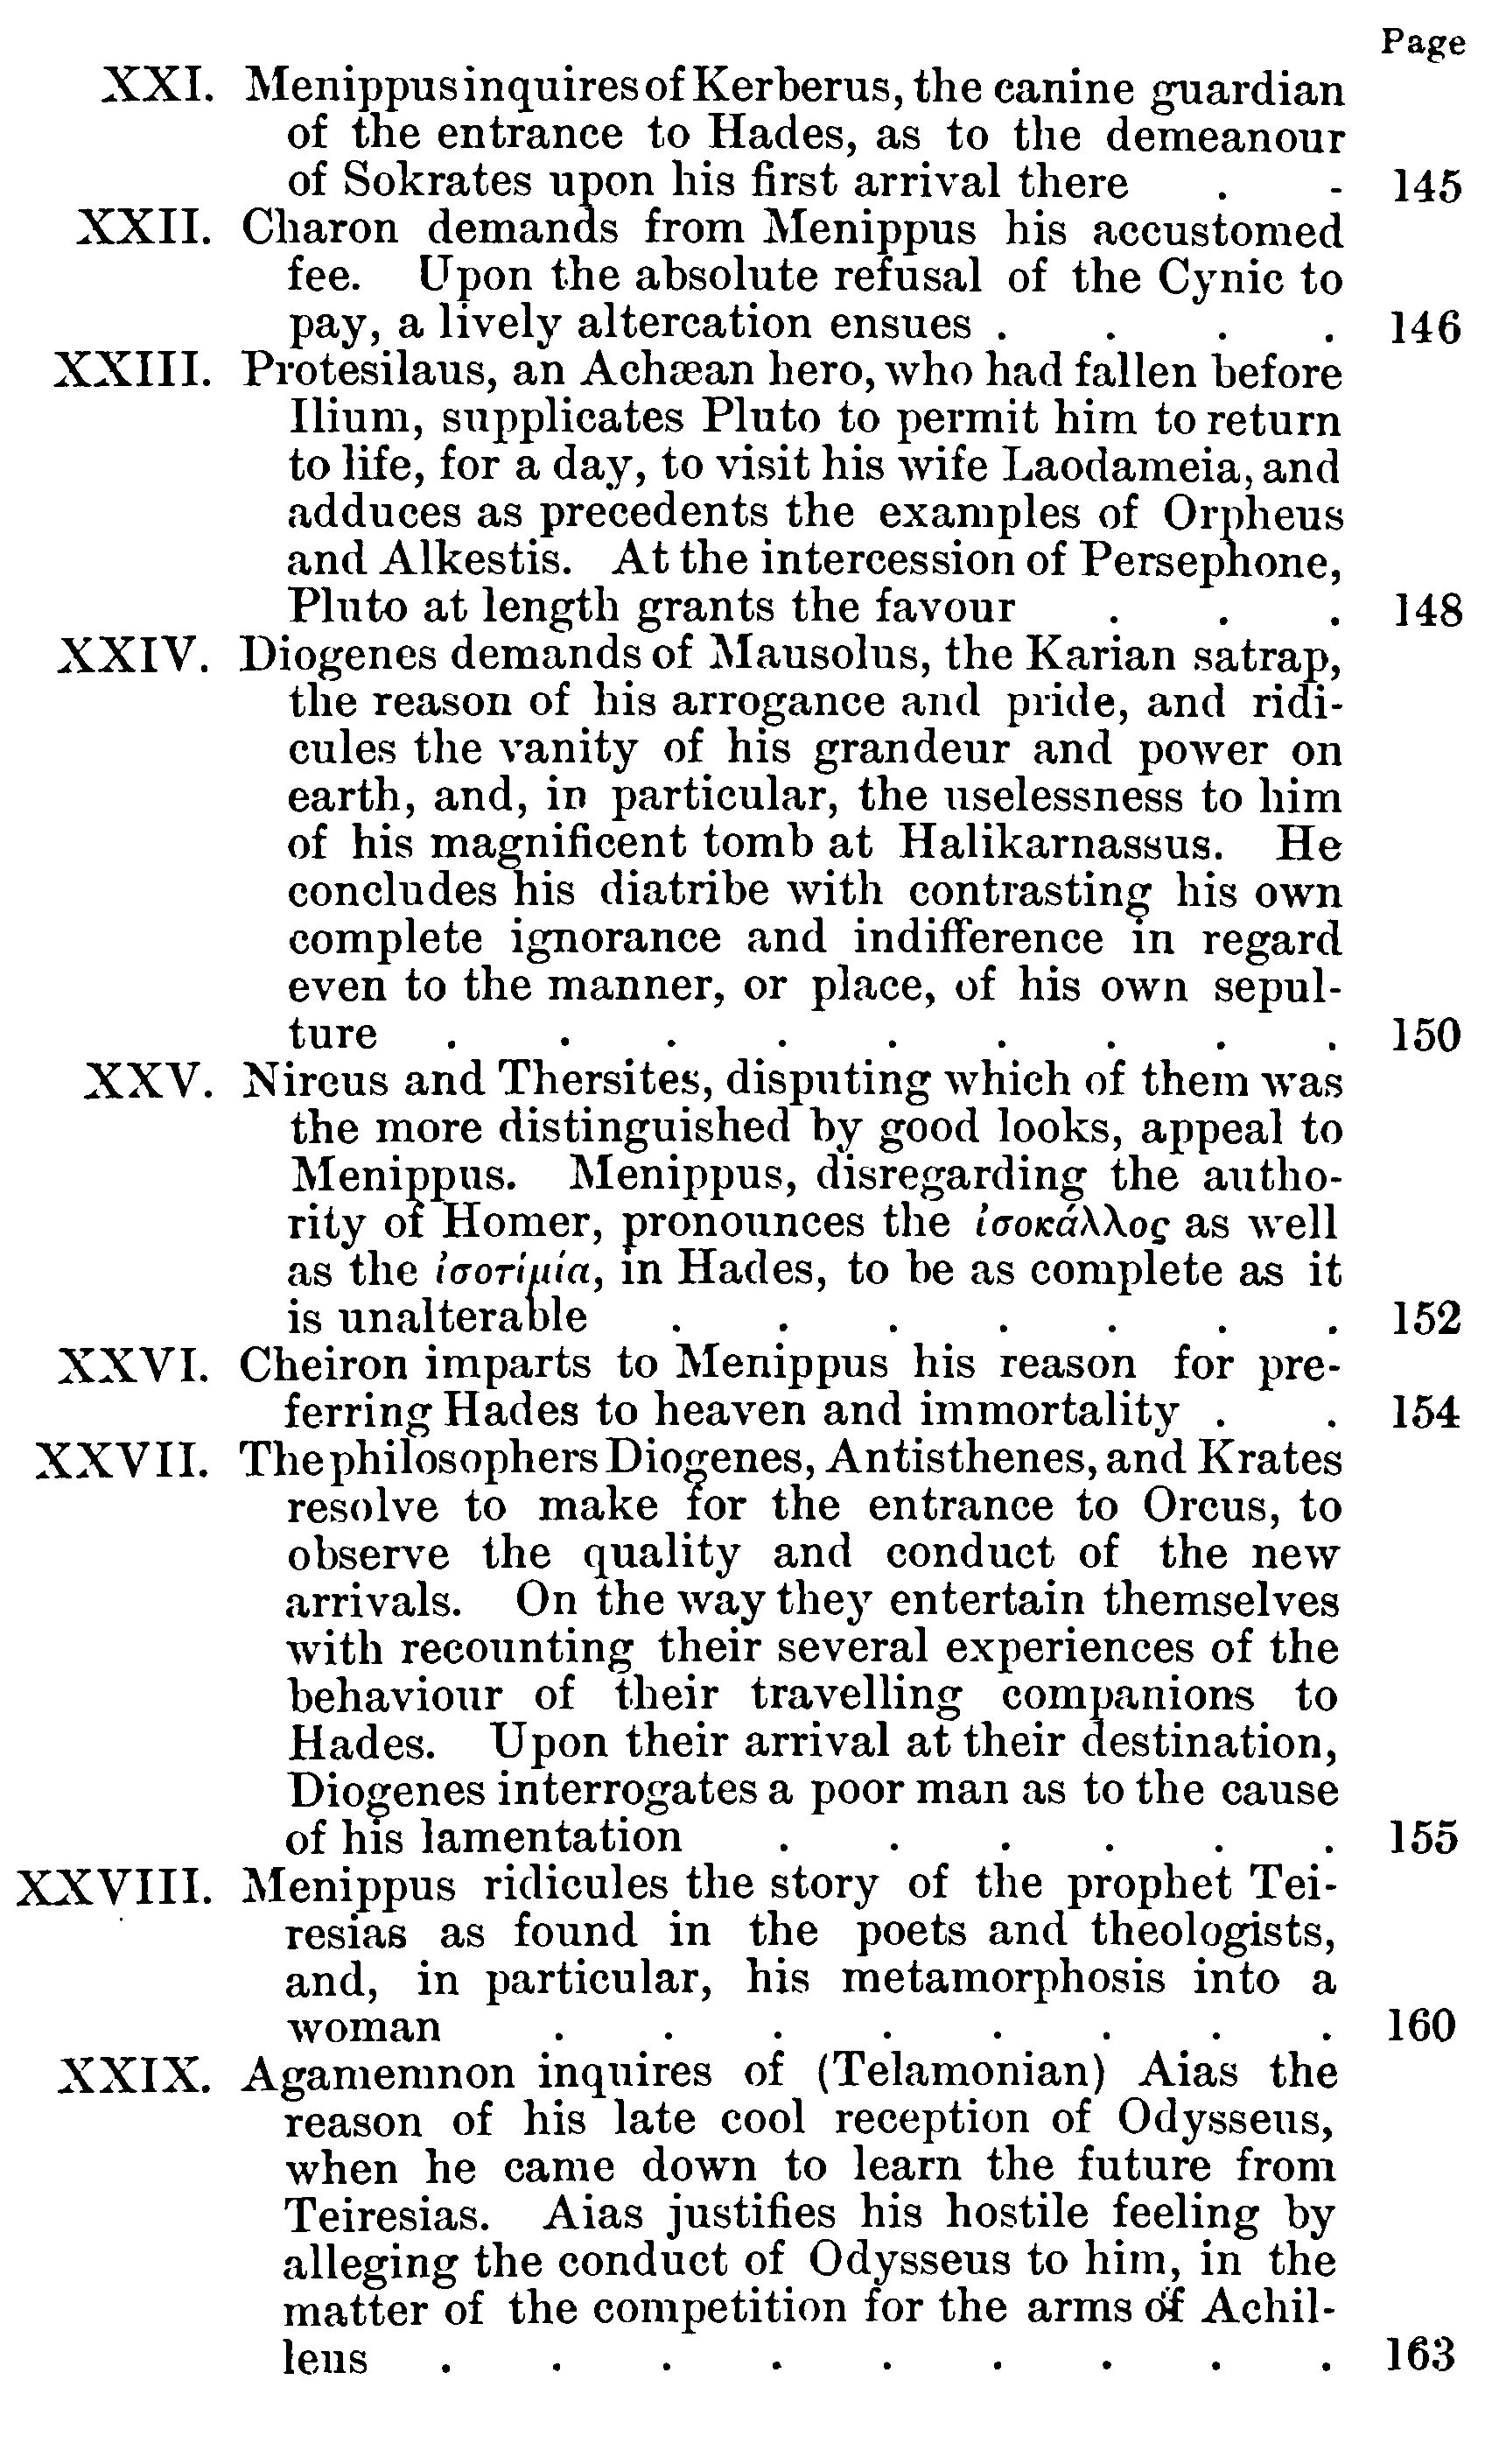 Page
XXI. Menippus inquires of Kerberus, the canine guardian
of the entrance to Hades, as to the demeanour
of Sokrates upon his first arrival there . - 145
XXII. Charon demands from Menippus his accustomed
fee. Upon the absolute refusal of the Cynic to
pay, a lively altercation ensues . . . . 146
XXIII. Protesilaus, an Achæan hero, who had fallen before
Ilium, supplicates Pluto to permit him to return
to life, for a day, to visit his wife Laodameia, and
adduces as precedents the examples of Orpheus
and Alkestis. At the intercession of Persephone,
Pluto at length grants the favour . . . 148
XXIV. Diogenes demands of Mausolus, the Karian satrap,
the reason of his arrogance and pride, and ridi-
cules the vanity of his grandeur and power on
earth, and, in particular, the uselessness to him
of his magnificent tomb at Halikarnassus. He
concludes his diatribe with contrasting his own
complete ignorance and indifference in regard
even to the manner, or place, of his own sepul-
ture . . . . . . . . . 150
XXV. Nireus and Thersites, disputing which of them was
the more distinguished by good looks, appeal to
Menippus. Menippus, disregarding the autho-
rity of Homer, pronounces the ἰσοκάλλος as well
as the ἰσοτιμία, in Hades, to be as complete as it
is unalterable . . . . . . . 152
XXVI. Cheiron imparts to Menippus his reason for pre-
ferring Hades to heaven and immortality . . 154
XXVII. The philosophers Diogenes, Antisthenes, and Krates
resolve to make for the entrance to Orcus, to
observe the quality and conduct of the new
arrivals. On the way they entertain themselves
with recounting their several experiences of the
behaviour of their travelling companions to
Hades. Upon their arrival at their destination,
Diogenes interrogates a poor man as to the cause
of his lamentation . . . . . . 155
XXVIII. Menippus ridicules the story of the prophet Tei-
resias as found in the poets and theologists,
and, in particular, his metamorphosis into a
woman . . . . . . . . 160
XXIX. Agamemnon inquires of (Telamonian) Aias the
reason of his late cool reception of Odysseus,
when he came down to learn the future from
Teiresias. Aias justifies his hostile feeling by
alleging the conduct of Odysseus to him, in the
matter of the competition for the arms of Achil-
leus . . . . . . . . . 163